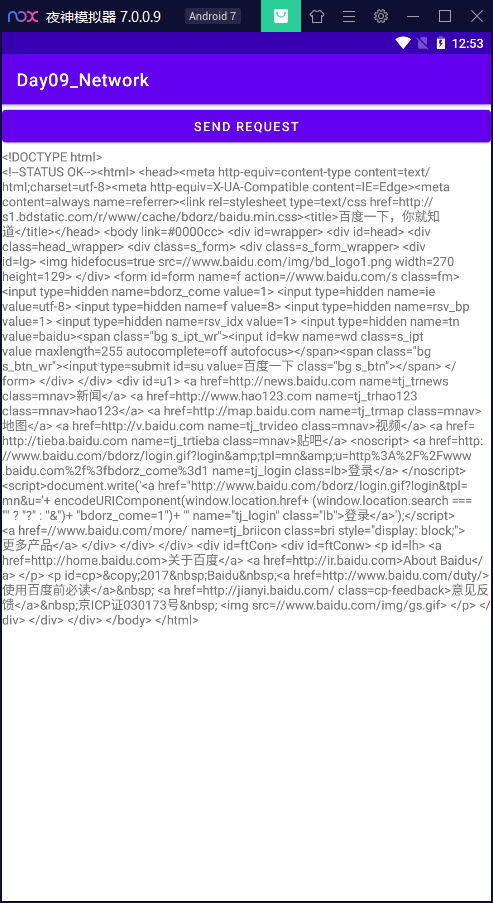 nox 夜神模拟器 7.0.0.9 Android 7
12:53
Day09_Network
SEND REQUEST
<!DOCTYPE html>
<!--STATUS OK--><html> <head><meta http-equiv=content-type content=text/
html;charset=utf-8><meta http-equiv=X-UA-Compatible content=IE=Edge><meta
content=always name=referrer><link rel=stylesheet type=text/css href=http://
s1.bdstatic.com/r/www/cache/bdorz/baidu.min.css><title>百度一下，你就知
道</title></head> <body link=#0000cc> <div id=wrapper> <div id=head> <div
class=head_wrapper> <div class=s_form> <div class=s_form_wrapper> <div
id=lg> <img hidefocus=true src=//www.baidu.com/img/bd_logo1.png width=270
height=129> </div> <form id=form name=f action=//www.baidu.com/s class=fm>
<input type=hidden name=bdorz_come value=1> <input type=hidden name=ie
value=utf-8> <input type=hidden name=f value=8> <input type=hidden name=rsv_bp
value=1> <input type=hidden name=rsv_idx value=1> <input type=hidden name=tn
value=baidu><span class="bg s_ipt_wr"><input id=kw name=wd class=s_ipt
value maxlength=255 autocomplete=off autofocus></span><span class="bg
s_btn_wr"><input type=submit id=su value=百度一下 class="bg s_btn"></span> </
form> </div> </div> <div id=u1> <a href=http://news.baidu.com name=tj_trnews
class=mnav>新闻</a> <a href=http://www.hao123.com name=tj_trhao123
class=mnav>hao123</a> <a href=http://map.baidu.com name=tj_trmap class=mnav>
地图</a> <a href=http://v.baidu.com name=tj_trvideo class=mnav>视频</a> <a href=
http://tieba.baidu.com name=tj_trtieba class=mnav>贴吧</a> <noscript> <a href=http:
//www.baidu.com/bdorz/login.gif?login&amp;tpl=mn&amp;u=http%3A%2F%2Fwww
.baidu.com%2f%3fbdorz_come%3d1 name=tj_login class=lb>登录</a> </noscript>
<script>document.write('<a href="http://www.baidu.com/bdorz/login.gif?login&tpl=
mn&u='+ encodeURIComponent(window.location.href+ (window.location.search ===
"" ? "?" : "&")+ "bdorz_come=1")+ '" name="tj_login" class="lb">登录</a>');</script>
<a href=//www.baidu.com/more/ name=tj_briicon class=bri style="display: block;">
更多产品</a> </div> </div> </div> <div id=ftCon> <div id=ftConw> <p id=lh> <a
href=http://home.baidu.com>关于百度</a> <a href=http://ir.baidu.com>About Baidu</
a> </p> <p id=cp>&copy;2017&nbsp;Baidu&nbsp;<a href=http://www.baidu.com/duty/>
使用百度前必读</a>&nbsp; <a href=http://jianyi.baidu.com/ class=cp-feedback>意见反
馈</a>&nbsp;京ICP证030173号&nbsp; <img src=//www.baidu.com/img/gs.gif> </p> </
div> </div> </div> </body> </html>